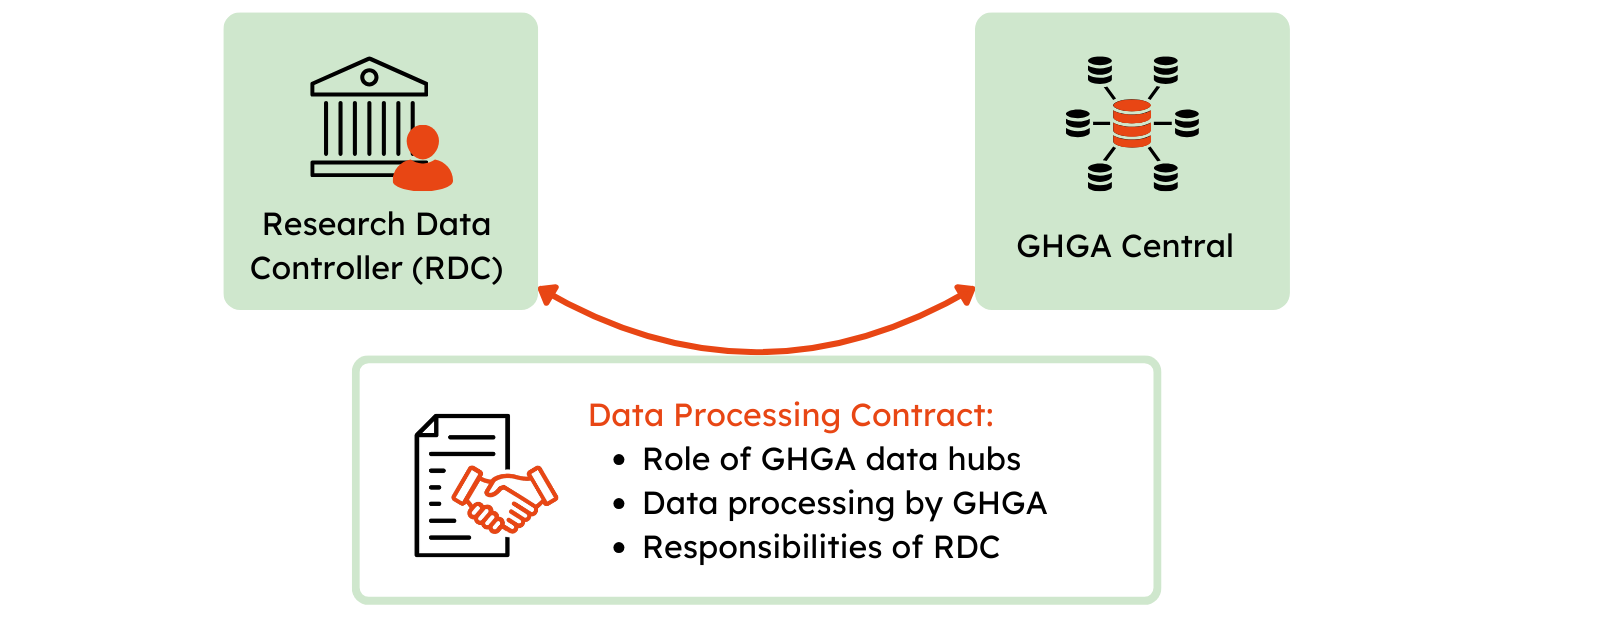 Research Data
Controller (RDC)
GHGA Central
Data Processing Contract:
• Role of GHGA data hubs
• Data processing by GHGA
• Responsibilities of RDC